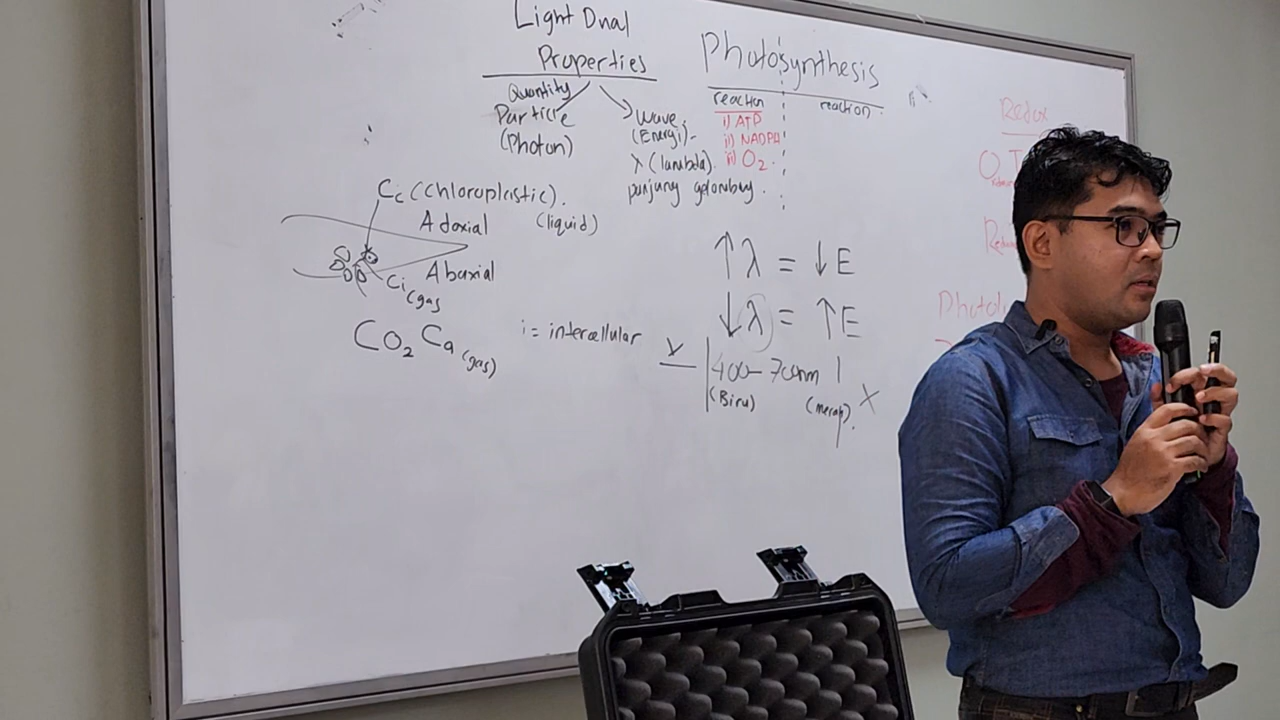 Light Dual
Properties
Quantity
Particle
(Photon)
Wave
(Energi)
λ (lambda).
panjang gelombang.
Photosynthesis
reaction
i) ATP
ii) NADPH
iii) O2.
reaction.
Redox
Cc (Chloroplastic).
(liquid)
Adaxial
Abaxial
Ci (gas
CO2 Ca (gas)
i = intercellular
↑ λ = ↓ E
↓ λ = ↑ E
400 - 700nm
(Biru)
(merah).
X